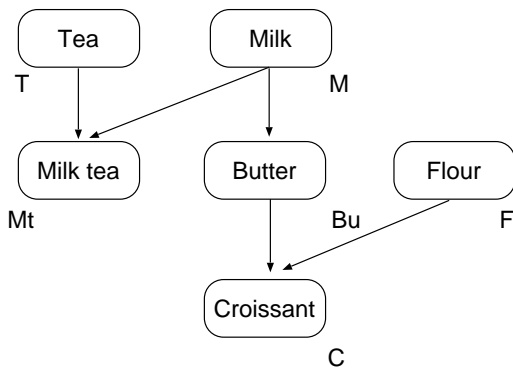 Tea
Milk
T
M
Milk tea
Butter
Flour
Mt
Bu
F
Croissant
C